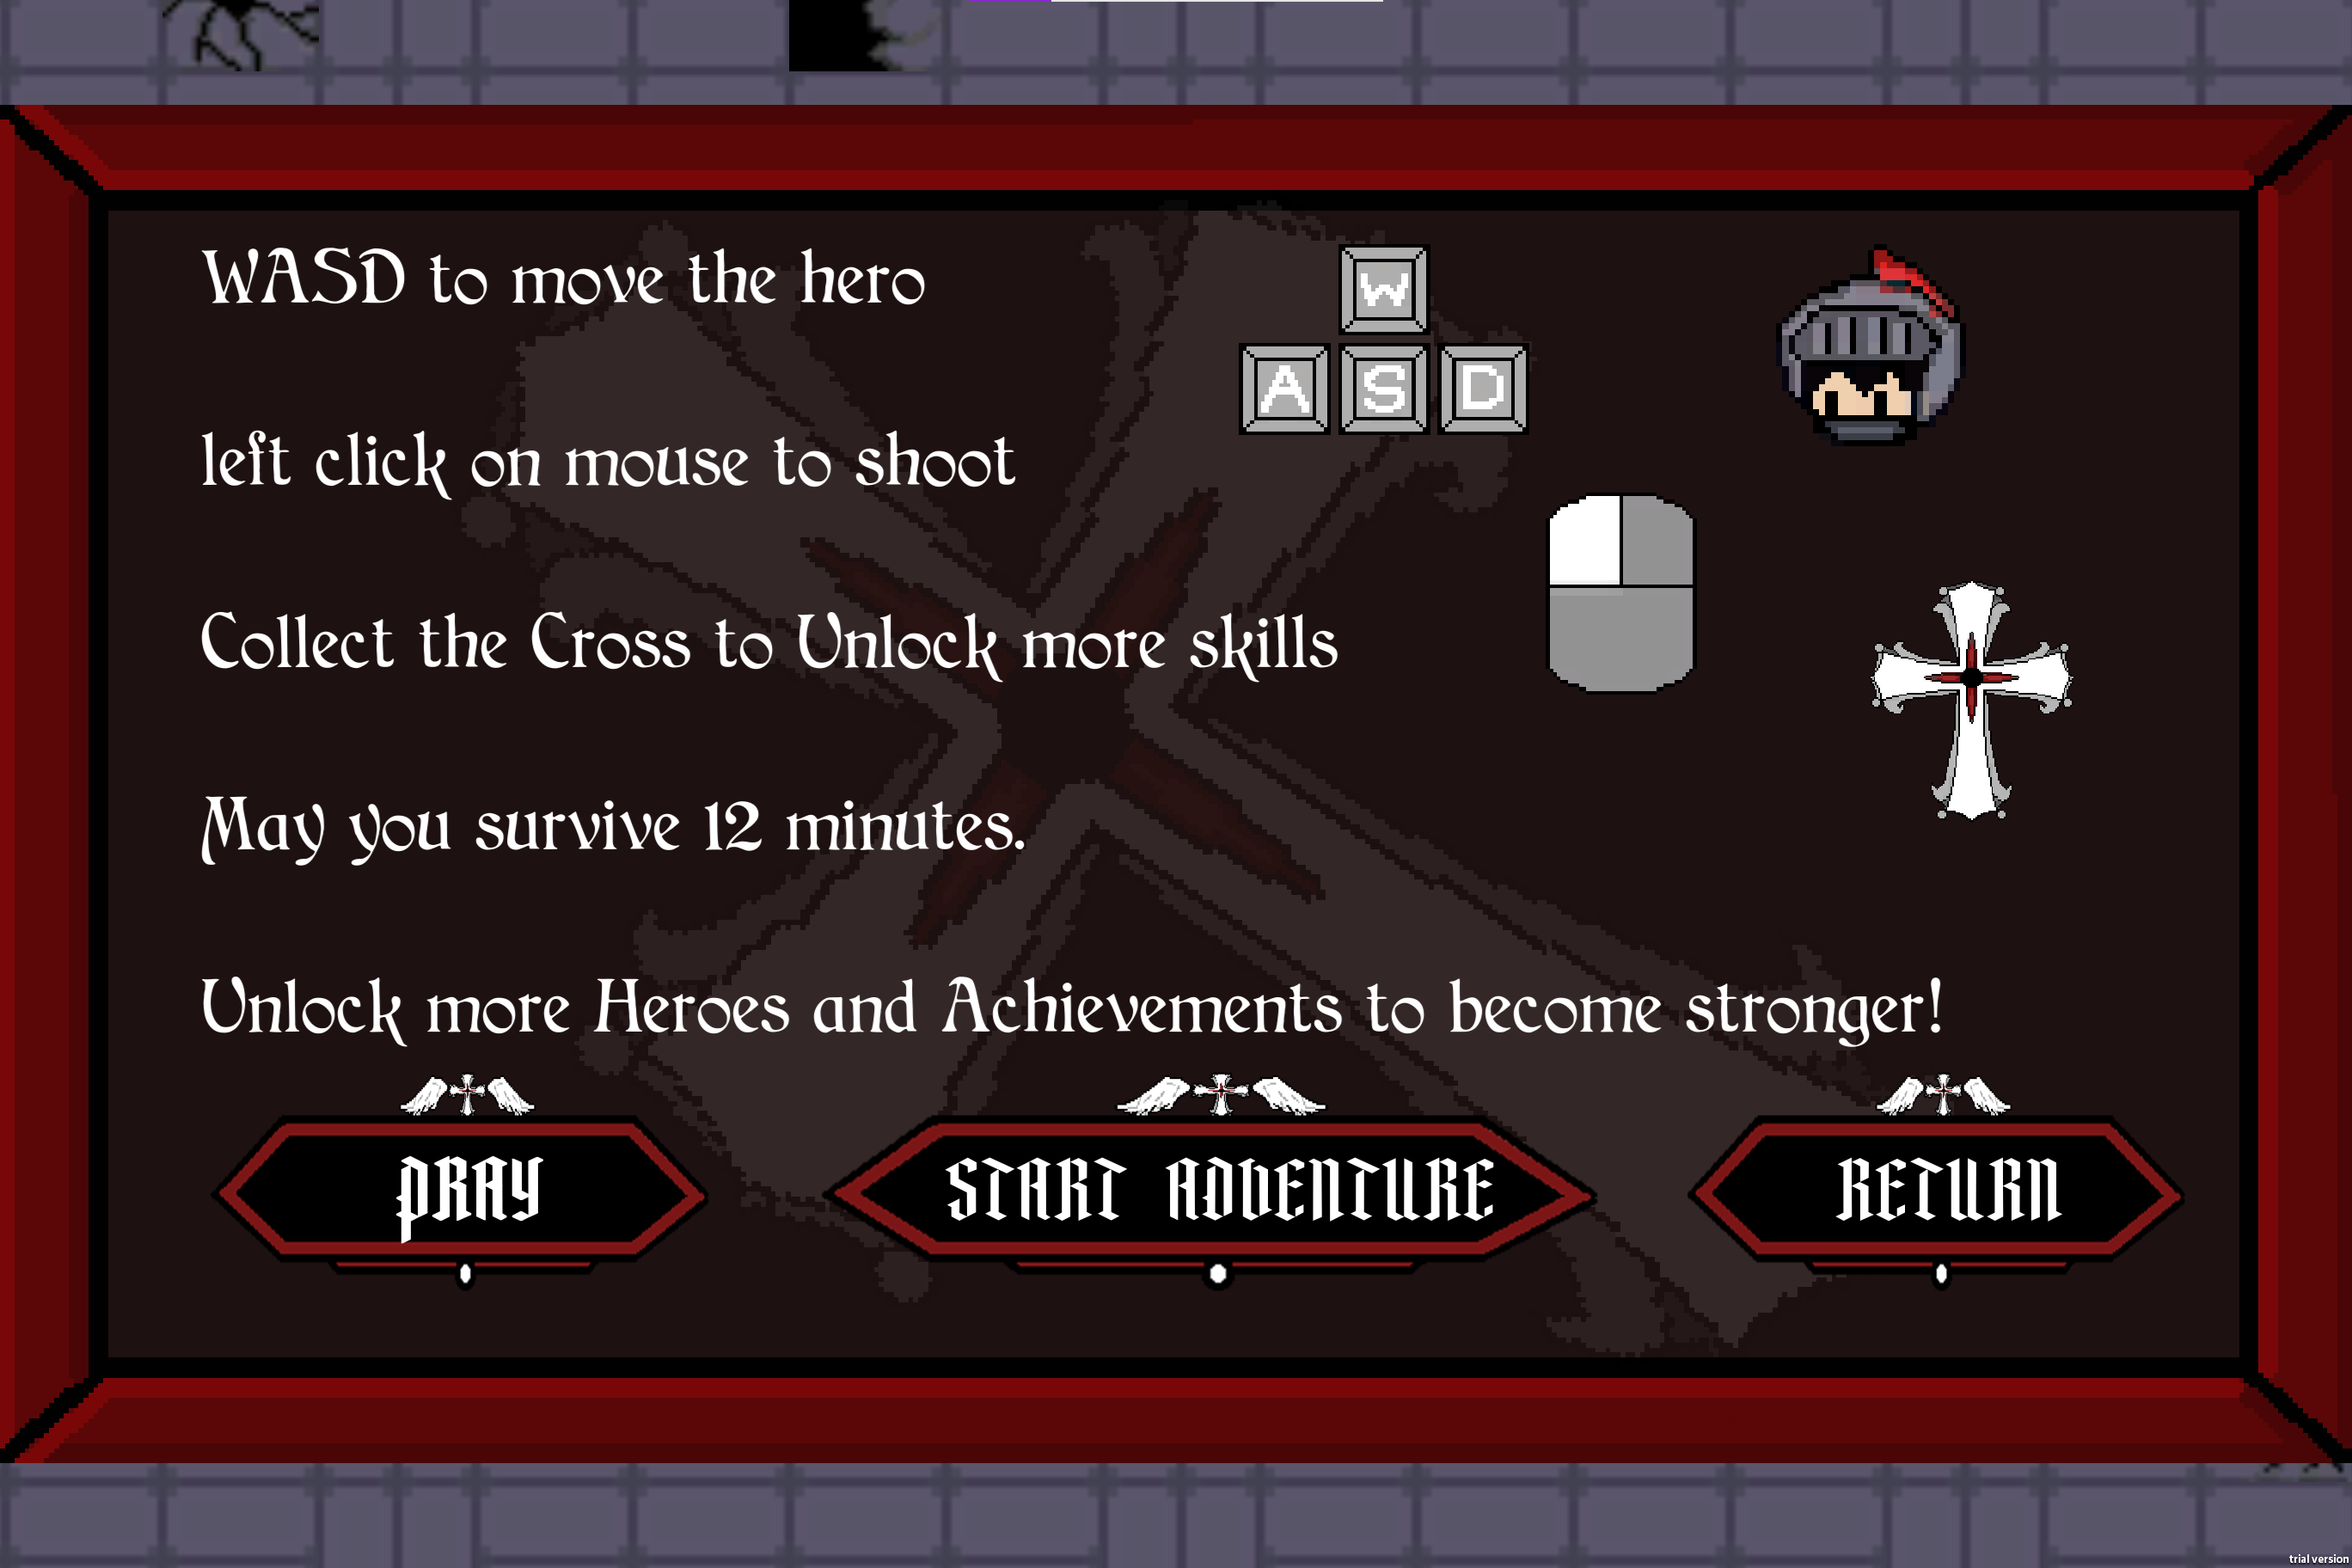 WASD to move the hero
W
A S D
left click on mouse to shoot
Collect the Cross to Unlock more skills
May you survive 12 minutes.
Unlock more Heroes and Achievements to become stronger!
PRAY
START ADVENTURE
RETURN
trial version